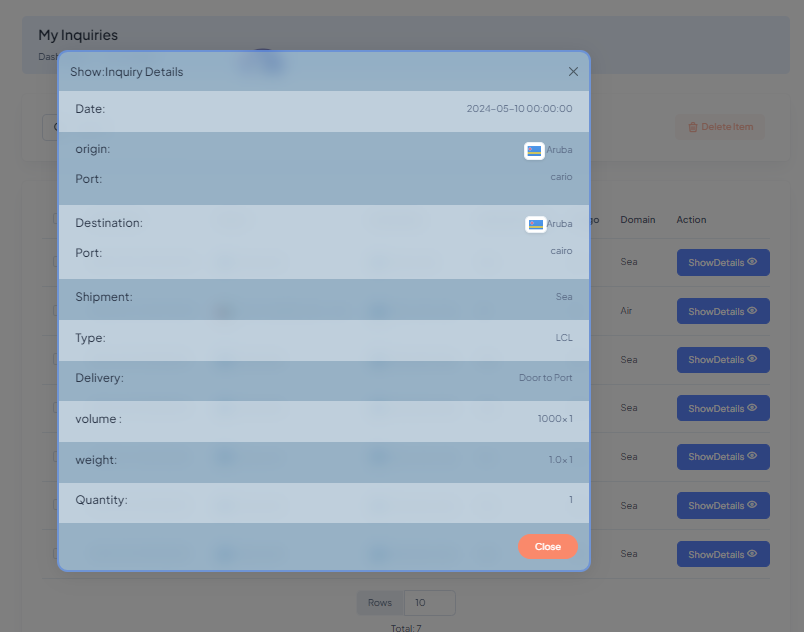 My Inquiries
Show:Inquiry Details
Date: 2024-05-10 00:00:00
Delete Item
origin: Aruba
Port: cario
Destination: Aruba
Port: cairo
Domain Action
Sea ShowDetails
Shipment: Sea
Air ShowDetails
Type: LCL
Sea ShowDetails
Delivery: Door to Port
Sea ShowDetails
volume : 1000×1
weight: 1.0×1
Sea ShowDetails
Quantity: 1
Sea ShowDetails
Close
Sea ShowDetails
Rows 10
Total: 7